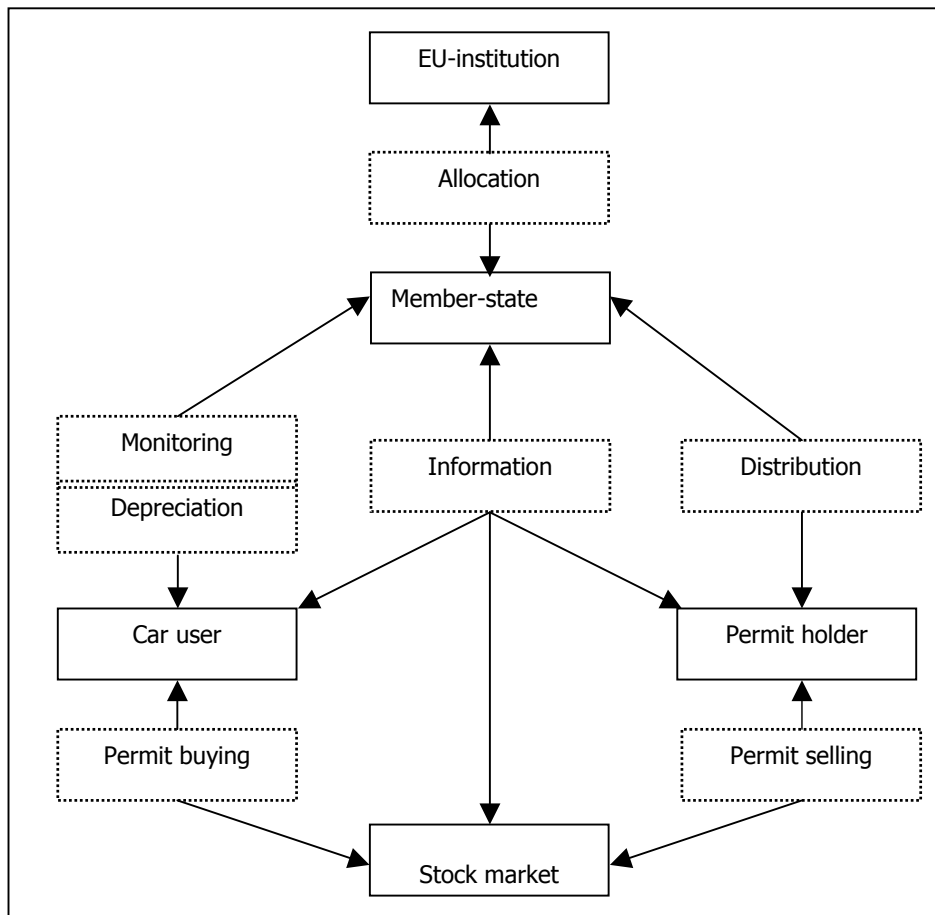 EU-institution
Allocation
Member-state
Monitoring
Information
Distribution
Depreciation
Car user
Permit holder
Permit buying
Permit selling
Stock market